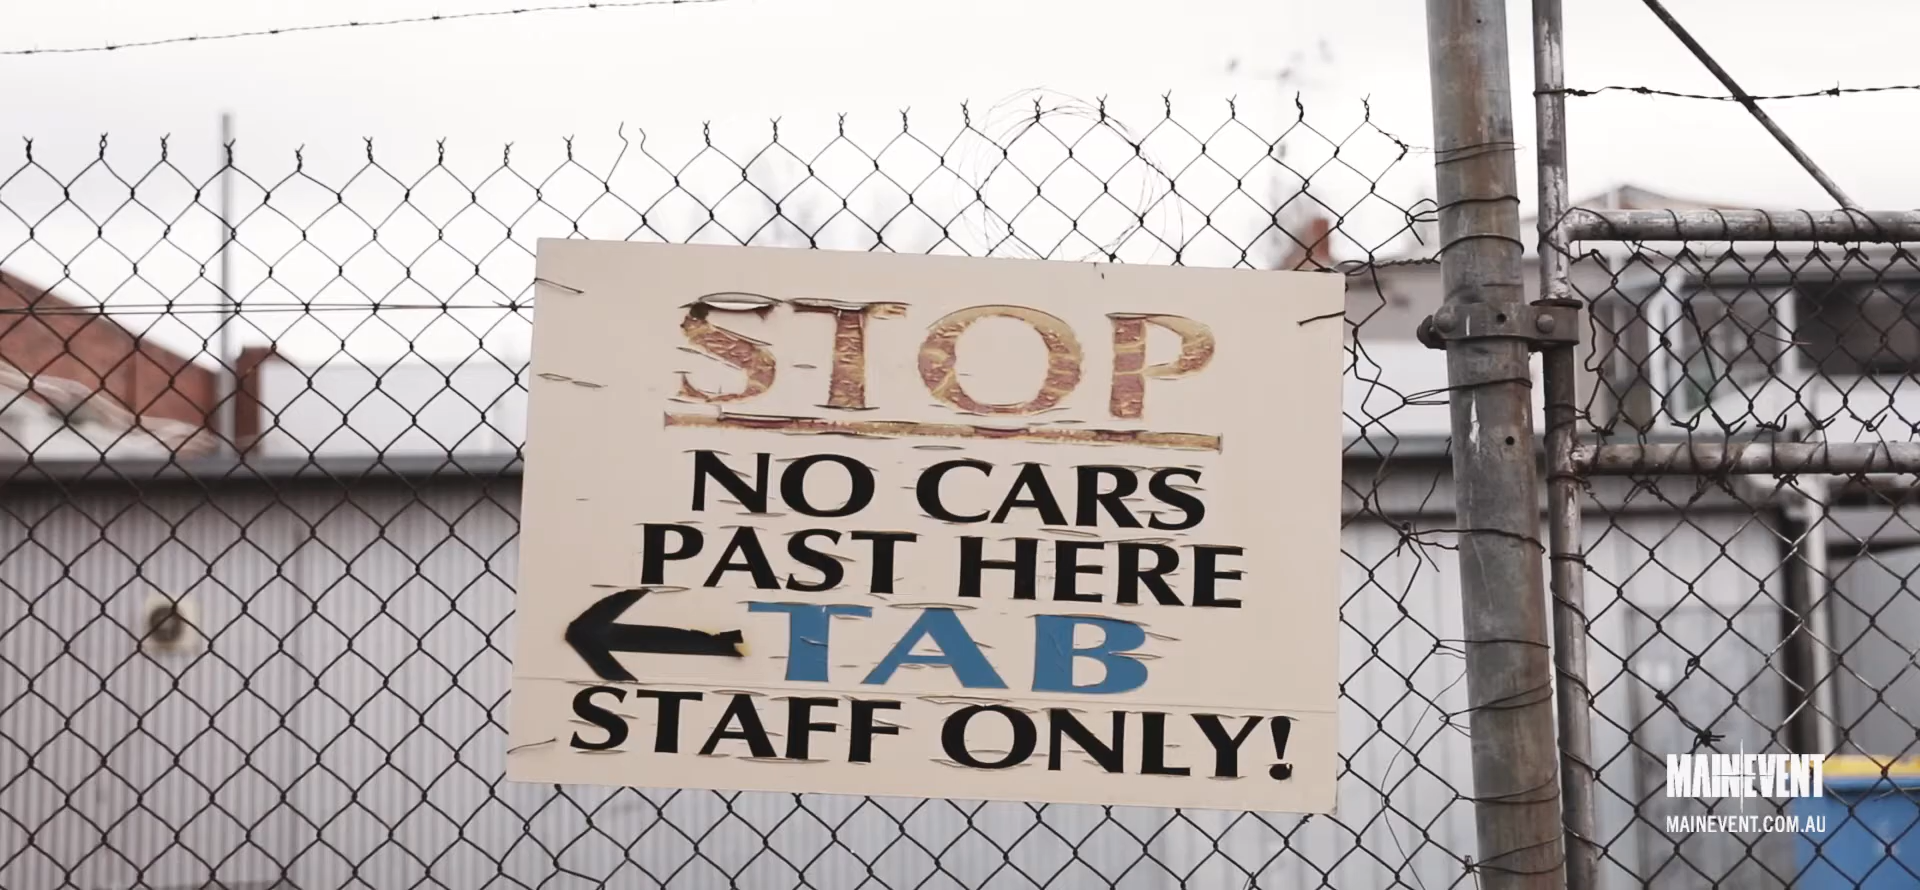 STOP
NO CARS
PAST HERE
TAB
STAFF ONLY!
MAINEVENT
MAINEVENT.COM.AU